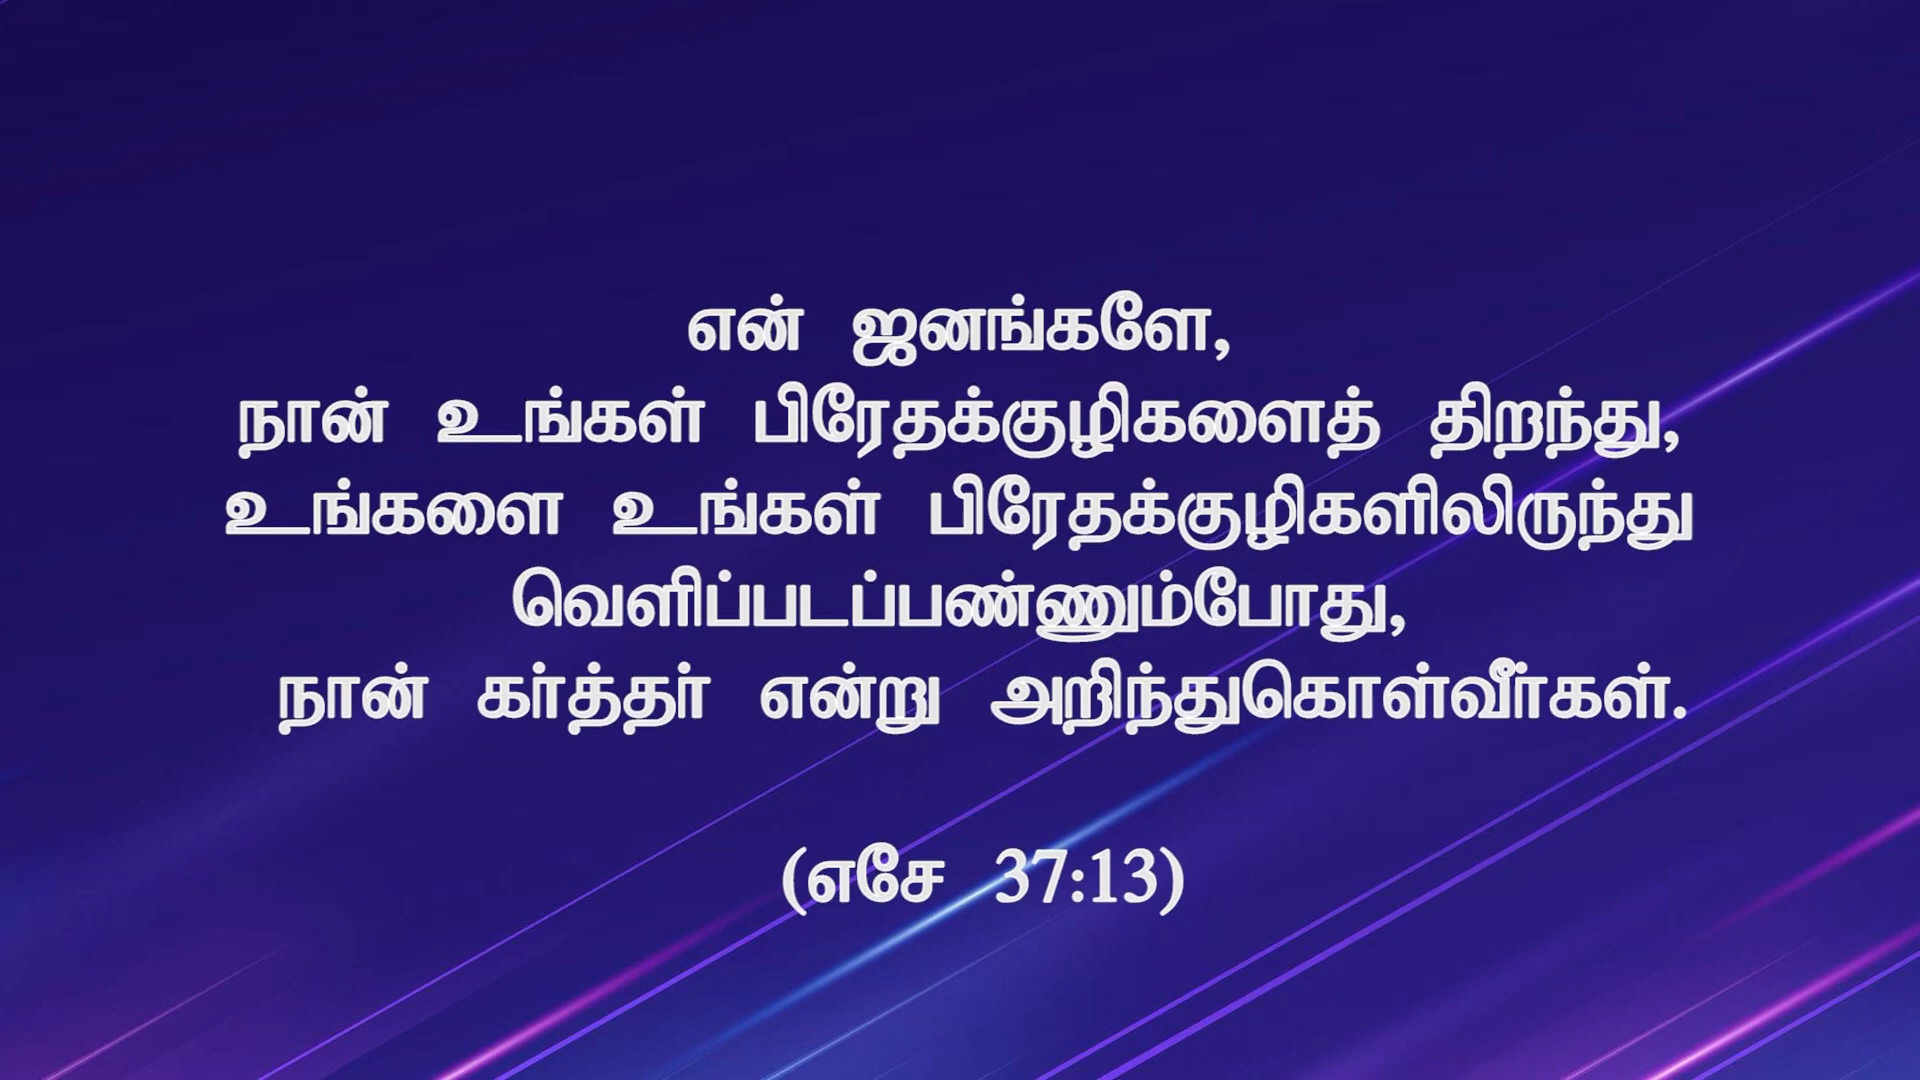 என் ஜனங்களே,
நான் உங்கள் பிரேதக்குழிகளைத் திறந்து,
உங்களை உங்கள் பிரேதக்குழிகளிலிருந்து
வெளிப்படப்பண்ணும்போது,
நான் கர்த்தர் என்று அறிந்துகொள்வீர்கள்.
(எசே 37:13)